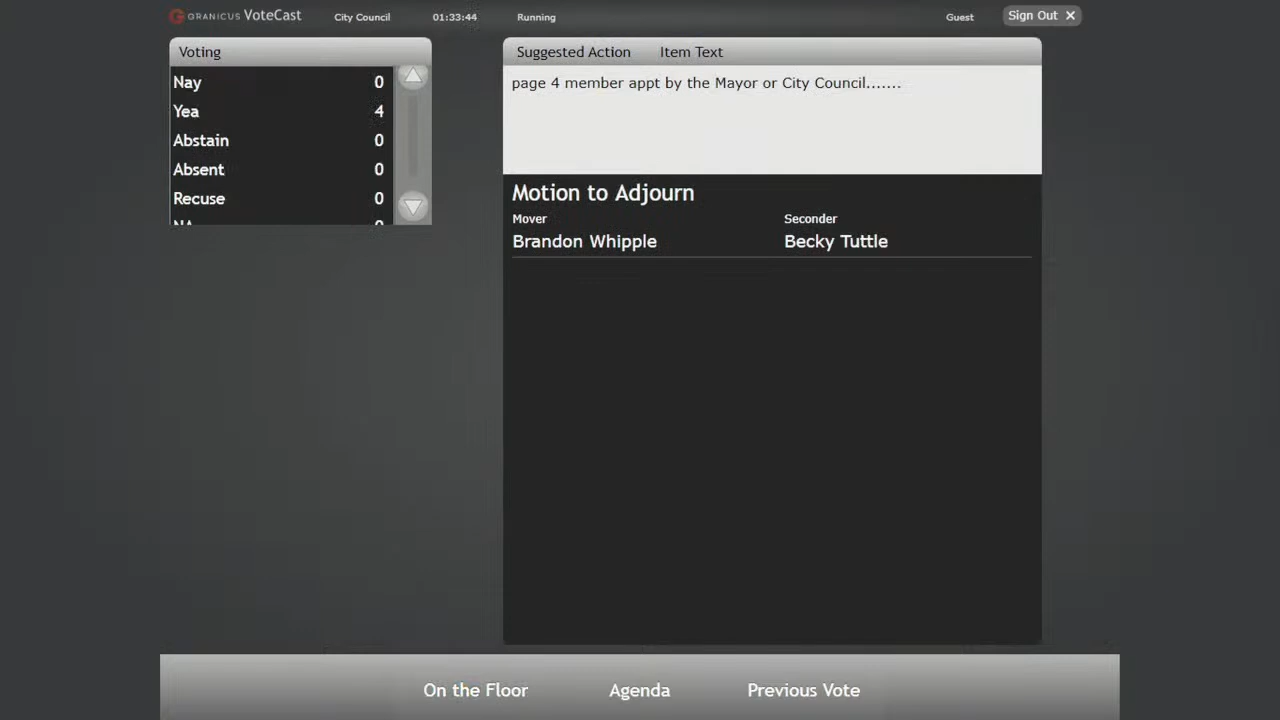 GRANICUS VoteCast City Council 01:33:44 Running Guest Sign Out X
Voting
Nay 0
Yea 4
Abstain 0
Absent 0
Recuse 0
NA 0
Suggested Action Item Text
page 4 member appt by the Mayor or City Council.......
Motion to Adjourn
Mover Seconder
Brandon Whipple Becky Tuttle
On the Floor Agenda Previous Vote